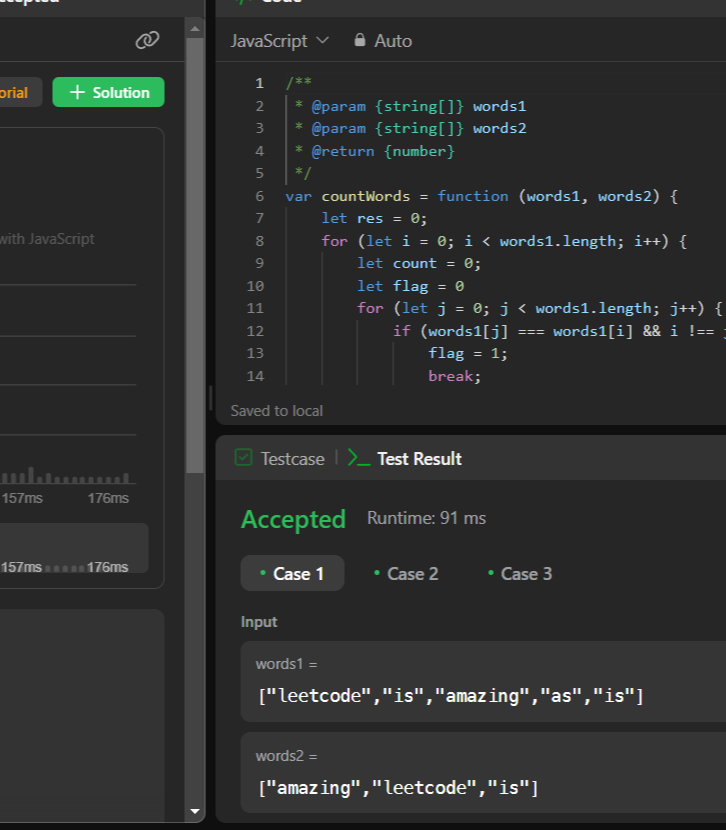 JavaScript
Auto
orial
+ Solution
with JavaScript
157ms
176ms
157ms
176ms
1 /**
2 * @param {string[]} words1
3 * @param {string[]} words2
4 * @return {number}
5 */
6 var countWords = function (words1, words2) {
7 let res = 0;
8 for (let i = 0; i < words1.length; i++) {
9 let count = 0;
10 let flag = 0
11 for (let j = 0; j < words1.length; j++) {
12 if (words1[j] === words1[i] && i !==
13 flag = 1;
14 break;
Saved to local
Testcase
>_ Test Result
Accepted Runtime: 91 ms
• Case 1 • Case 2 • Case 3
Input
words1 =
["leetcode","is","amazing","as","is"]
words2 =
["amazing","leetcode","is"]